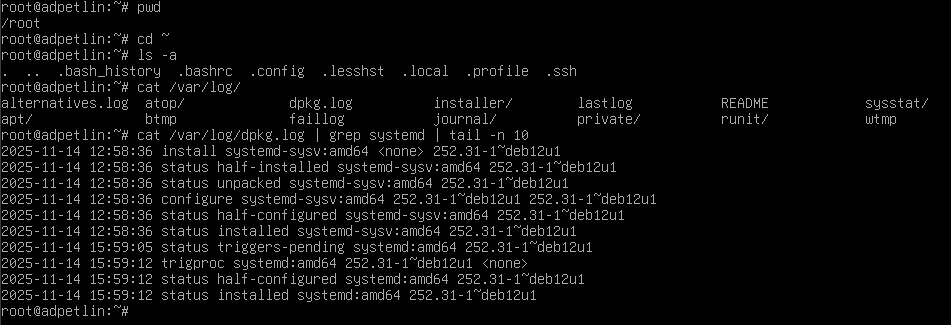 root@adpetlin:~# pwd
/root
root@adpetlin:~# cd ~
root@adpetlin:~# ls -a
.  ..  .bash_history  .bashrc  .config  .lesshst  .local  .profile  .ssh
root@adpetlin:~# cat /var/log/
alternatives.log  atop/             dpkg.log          installer/        lastlog           README            sysstat/
apt/              btmp              faillog           journal/          private/          runit/            wtmp
root@adpetlin:~# cat /var/log/dpkg.log | grep systemd | tail -n 10
2025-11-14 12:58:36 install systemd-sysv:amd64 <none> 252.31-1~deb12u1
2025-11-14 12:58:36 status half-installed systemd-sysv:amd64 252.31-1~deb12u1
2025-11-14 12:58:36 status unpacked systemd-sysv:amd64 252.31-1~deb12u1
2025-11-14 12:58:36 configure systemd-sysv:amd64 252.31-1~deb12u1 252.31-1~deb12u1
2025-11-14 12:58:36 status half-configured systemd-sysv:amd64 252.31-1~deb12u1
2025-11-14 12:58:36 status installed systemd-sysv:amd64 252.31-1~deb12u1
2025-11-14 15:59:05 status triggers-pending systemd:amd64 252.31-1~deb12u1
2025-11-14 15:59:12 trigproc systemd:amd64 252.31-1~deb12u1 <none>
2025-11-14 15:59:12 status half-configured systemd:amd64 252.31-1~deb12u1
2025-11-14 15:59:12 status installed systemd:amd64 252.31-1~deb12u1
root@adpetlin:~#